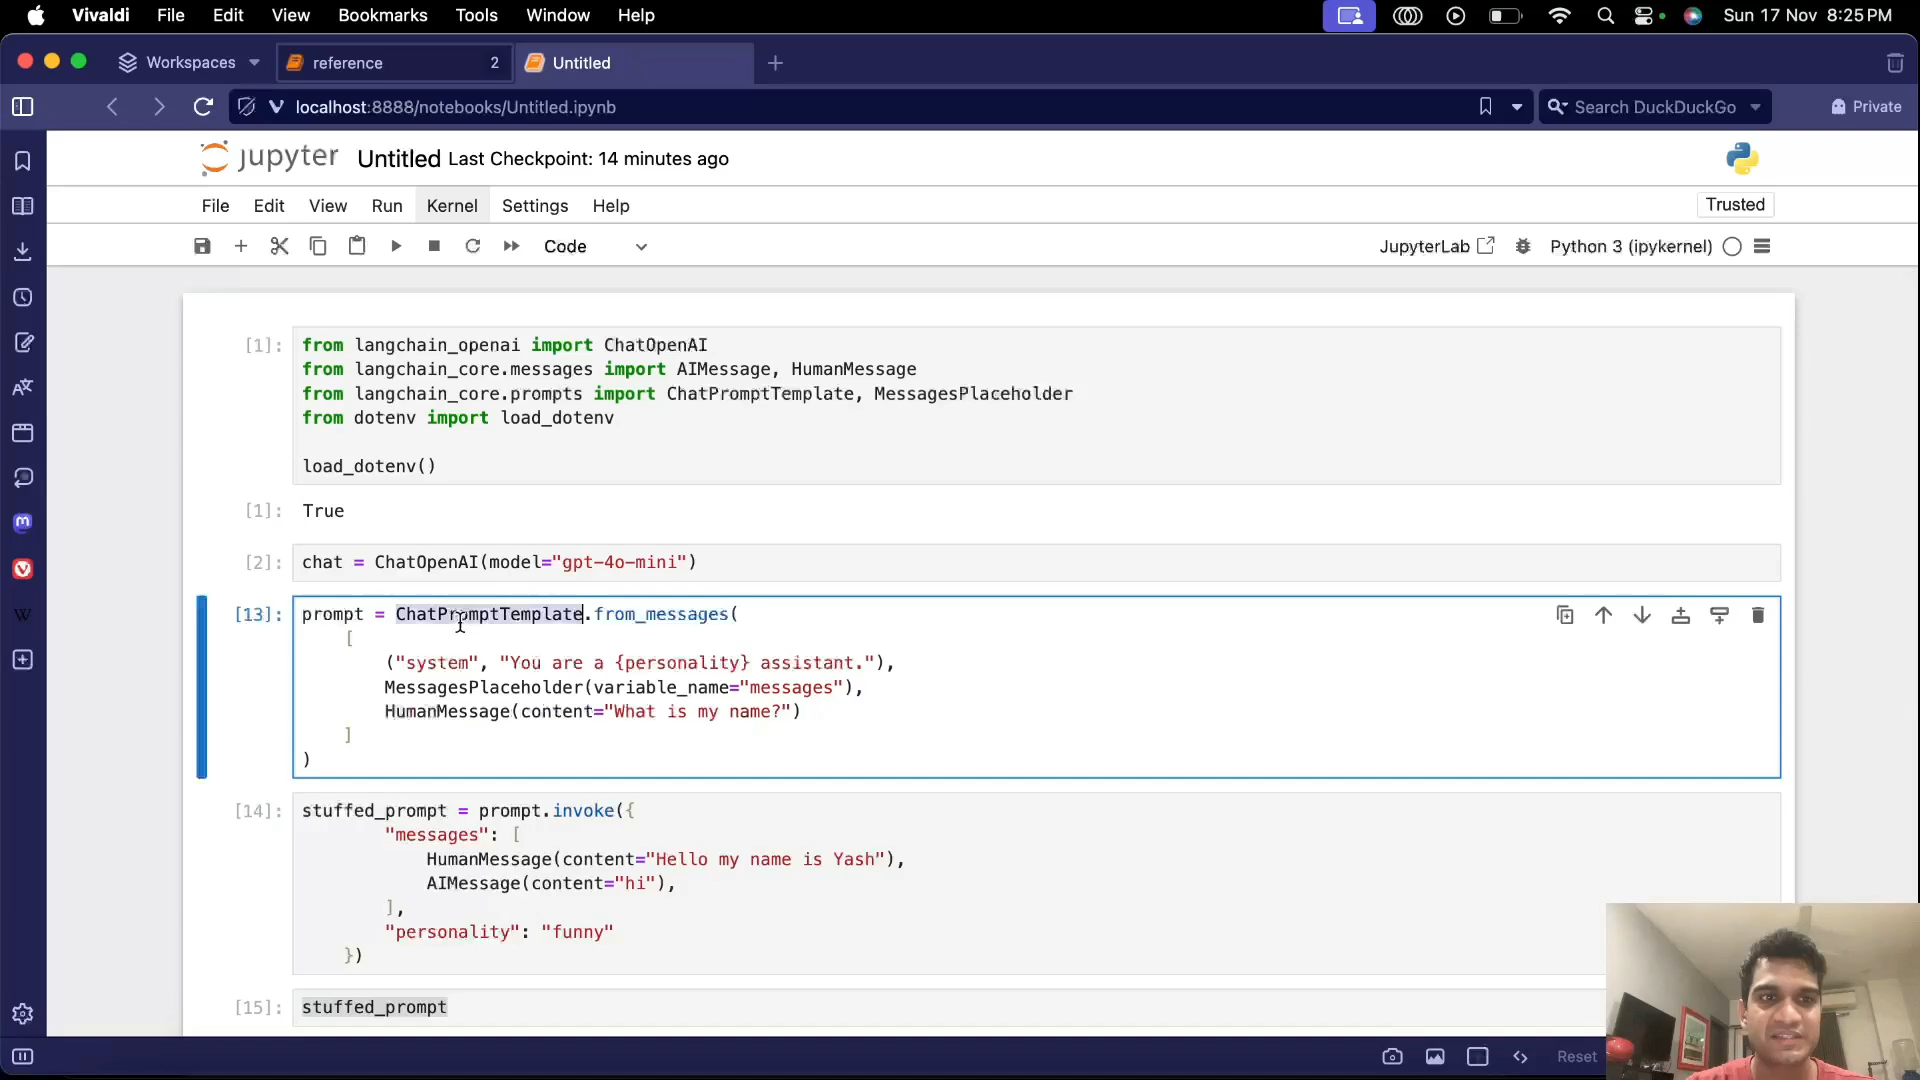 Vivaldi File Edit View Bookmarks Tools Window Help Sun 17 Nov 8:25 PM
Workspaces reference 2 Untitled
localhost:8888/notebooks/Untitled.ipynb Search DuckDuckGo Private
jupyter Untitled Last Checkpoint: 14 minutes ago
File Edit View Run Kernel Settings Help Trusted
Code JupyterLab Python 3 (ipykernel)
[1]: from langchain_openai import ChatOpenAI
from langchain_core.messages import AIMessage, HumanMessage
from langchain_core.prompts import ChatPromptTemplate, MessagesPlaceholder
from dotenv import load_dotenv
load_dotenv()
[1]: True
[2]: chat = ChatOpenAI(model="gpt-4o-mini")
[13]: prompt = ChatPromptTemplate.from_messages(
[
("system", "You are a {personality} assistant."),
MessagesPlaceholder(variable_name="messages"),
HumanMessage(content="What is my name?")
]
)
[14]: stuffed_prompt = prompt.invoke({
"messages": [
HumanMessage(content="Hello my name is Yash"),
AIMessage(content="hi"),
],
"personality": "funny"
})
[15]: stuffed_prompt
Reset